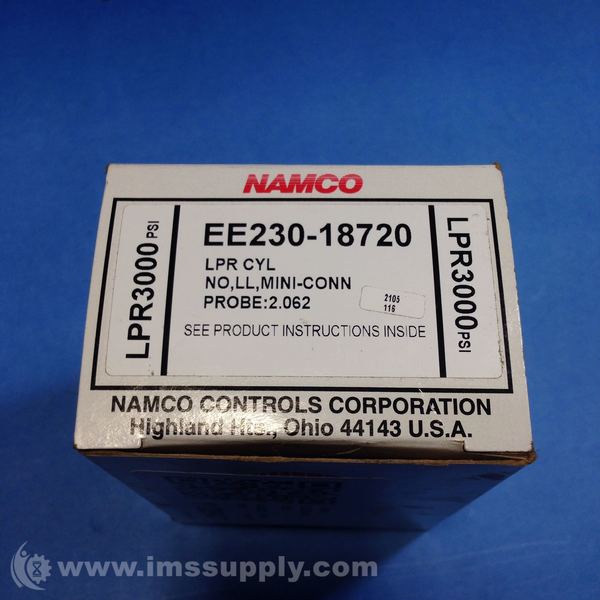 NAMCO
LPR3000 PSI
EE230-18720
LPR CYL
NO,LL,MINI-CONN
PROBE:2.062
2105
116
SEE PRODUCT INSTRUCTIONS INSIDE
LPR3000 PSI
NAMCO CONTROLS CORPORATION
Highland Hts., Ohio 44143 U.S.A.
www.imssupply.com